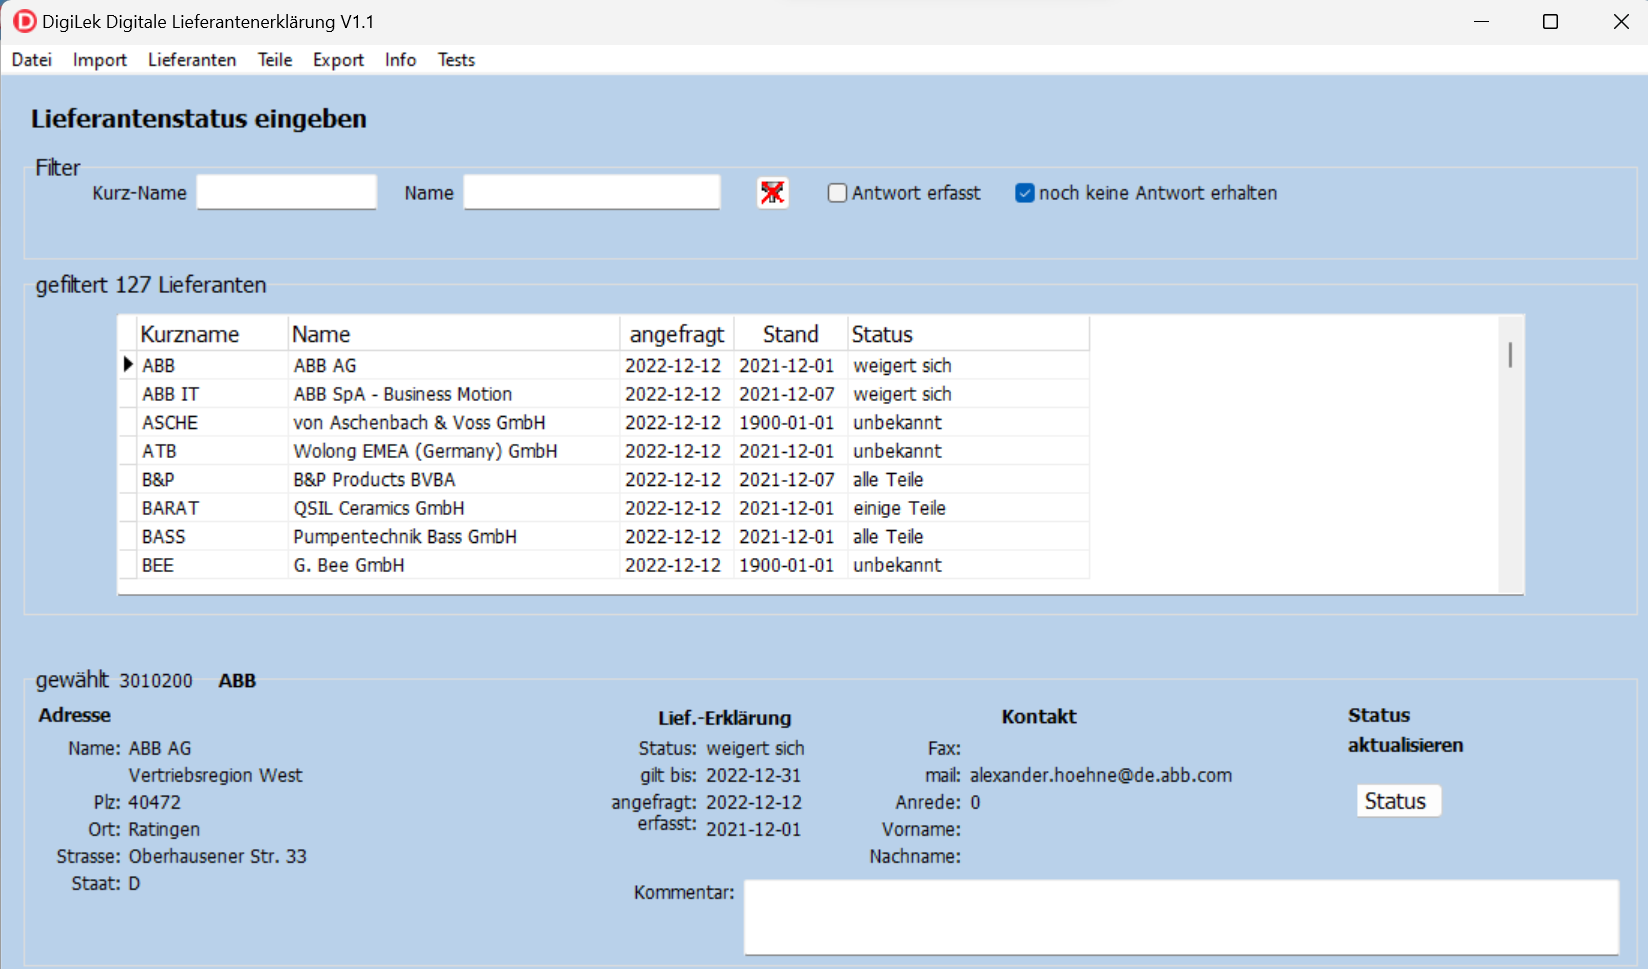 DigiLek Digitale Lieferantenerklärung V1.1
Datei Import Lieferanten Teile Export Info Tests
Lieferantenstatus eingeben
Filter
Kurz-Name Name Antwort erfasst noch keine Antwort erhalten
gefiltert 127 Lieferanten
Kurzname Name angefragt Stand Status
ABB ABB AG 2022-12-12 2021-12-01 weigert sich
ABB IT ABB SpA - Business Motion 2022-12-12 2021-12-07 weigert sich
ASCHE von Aschenbach & Voss GmbH 2022-12-12 1900-01-01 unbekannt
ATB Wolong EMEA (Germany) GmbH 2022-12-12 2021-12-01 unbekannt
B&P B&P Products BVBA 2022-12-12 2021-12-07 alle Teile
BARAT QSIL Ceramics GmbH 2022-12-12 2021-12-01 einige Teile
BASS Pumpentechnik Bass GmbH 2022-12-12 2021-12-01 alle Teile
BEE G. Bee GmbH 2022-12-12 1900-01-01 unbekannt
gewählt 3010200 ABB
Adresse
Name: ABB AG
Vertriebsregion West
Plz: 40472
Ort: Ratingen
Strasse: Oberhausener Str. 33
Staat: D
Lief.-Erklärung
Status: weigert sich
gilt bis: 2022-12-31
angefragt: 2022-12-12
erfasst: 2021-12-01
Kontakt
Fax:
mail: alexander.hoehne@de.abb.com
Anrede: 0
Vorname:
Nachname:
Kommentar:
Status
aktualisieren
Status